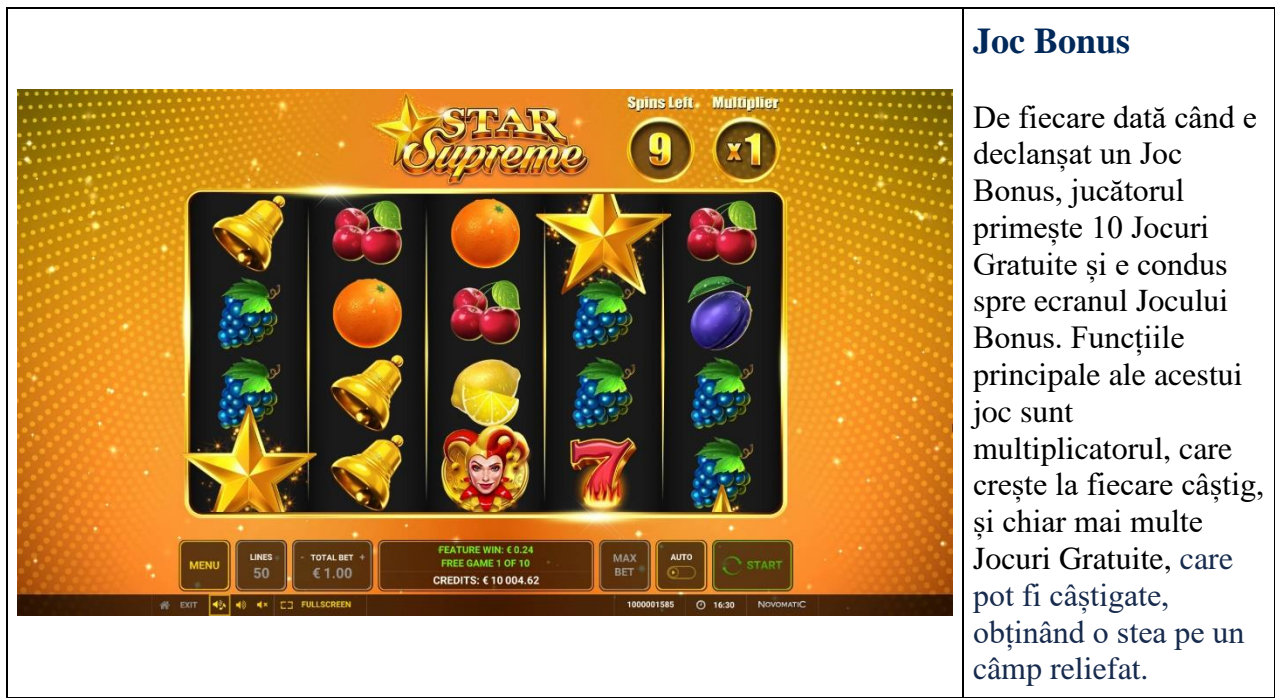 Joc Bonus
De fiecare dată când e
declanșat un Joc
Bonus, jucătorul
primește 10 Jocuri
Gratuite și e condus
spre ecranul Jocului
Bonus. Funcțiile
principale ale acestui
joc sunt
multiplicatorul, care
crește la fiecare câștig,
și chiar mai multe
Jocuri Gratuite, care
pot fi câștigate,
obținând o stea pe un
câmp reliefat.
STAR
Supreme
Spins Left Multiplier
9 x1
7
MENU
LINES
50
- TOTAL BET +
€ 1.00
FEATURE WIN: € 0.24
FREE GAME 1 OF 10
CREDITS: € 10 004.62
MAX
BET
AUTO
START
EXIT
FULLSCREEN
1000001585
16:30
NOVOMATIC